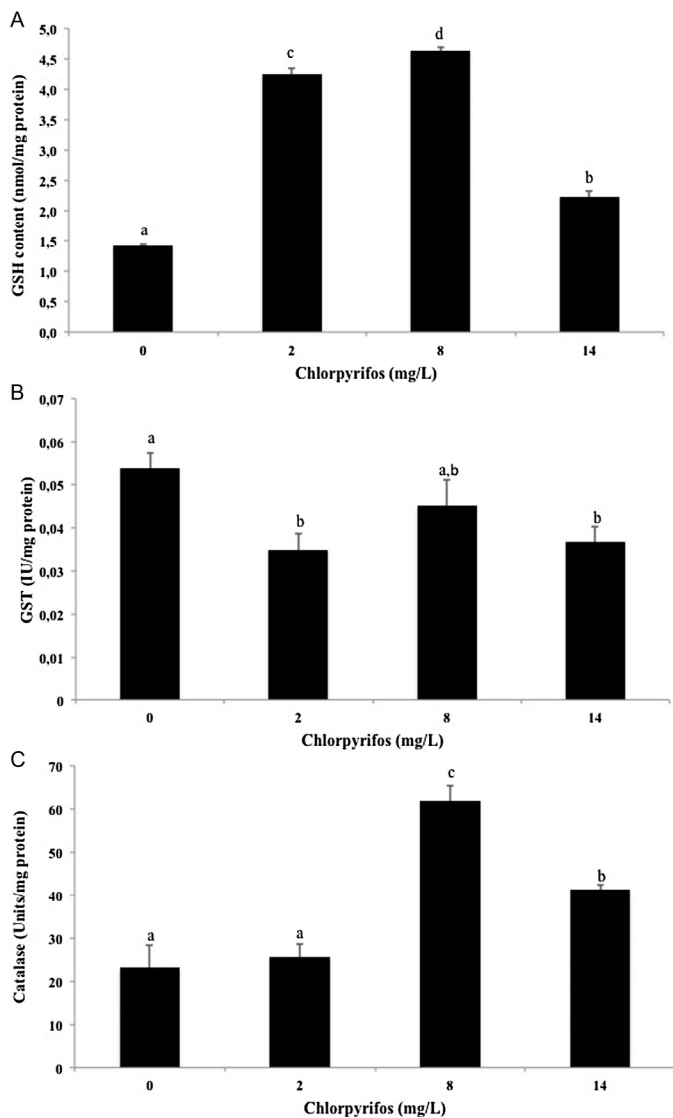 A
GSH content (nmol/mg protein)
5,0
4,5
4,0
3,5
3,0
2,5
2,0
1,5
1,0
0,5
0,0
a
c
d
b
0 2 8 14
Chlorpyrifos (mg/L)
B
GST (IU/mg protein)
0,07
0,06
0,05
0,04
0,03
0,02
0,01
0
a
b
a,b
b
0 2 8 14
Chlorpyrifos (mg/L)
C
Catalase (Units/mg protein)
70
60
50
40
30
20
10
0
a
a
c
b
0 2 8 14
Chlorpyrifos (mg/L)